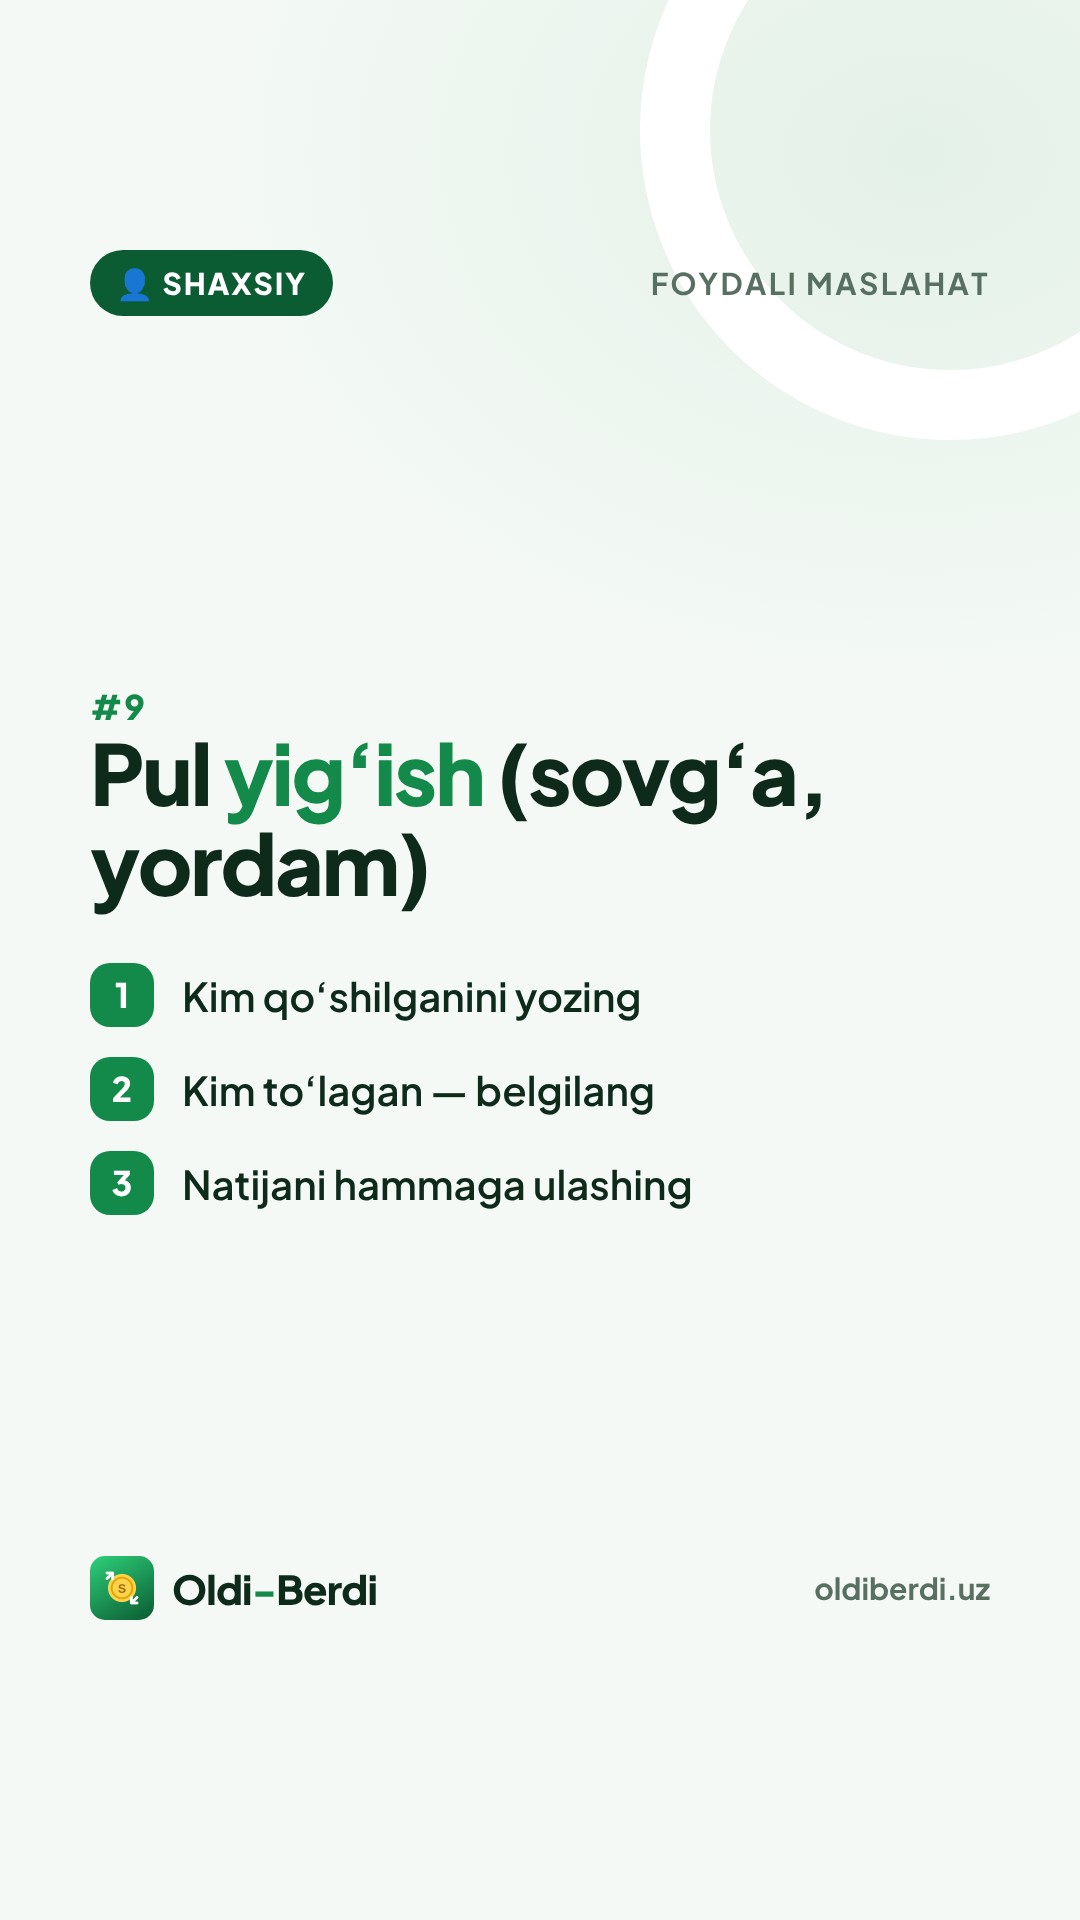 👤 SHAXSIY
FOYDALI MASLAHAT
#9
Pul yig‘ish (sovg‘a,
yordam)
1 Kim qo‘shilganini yozing
2 Kim to‘lagan — belgilang
3 Natijani hammaga ulashing
S
Oldi–Berdi
oldiberdi.uz